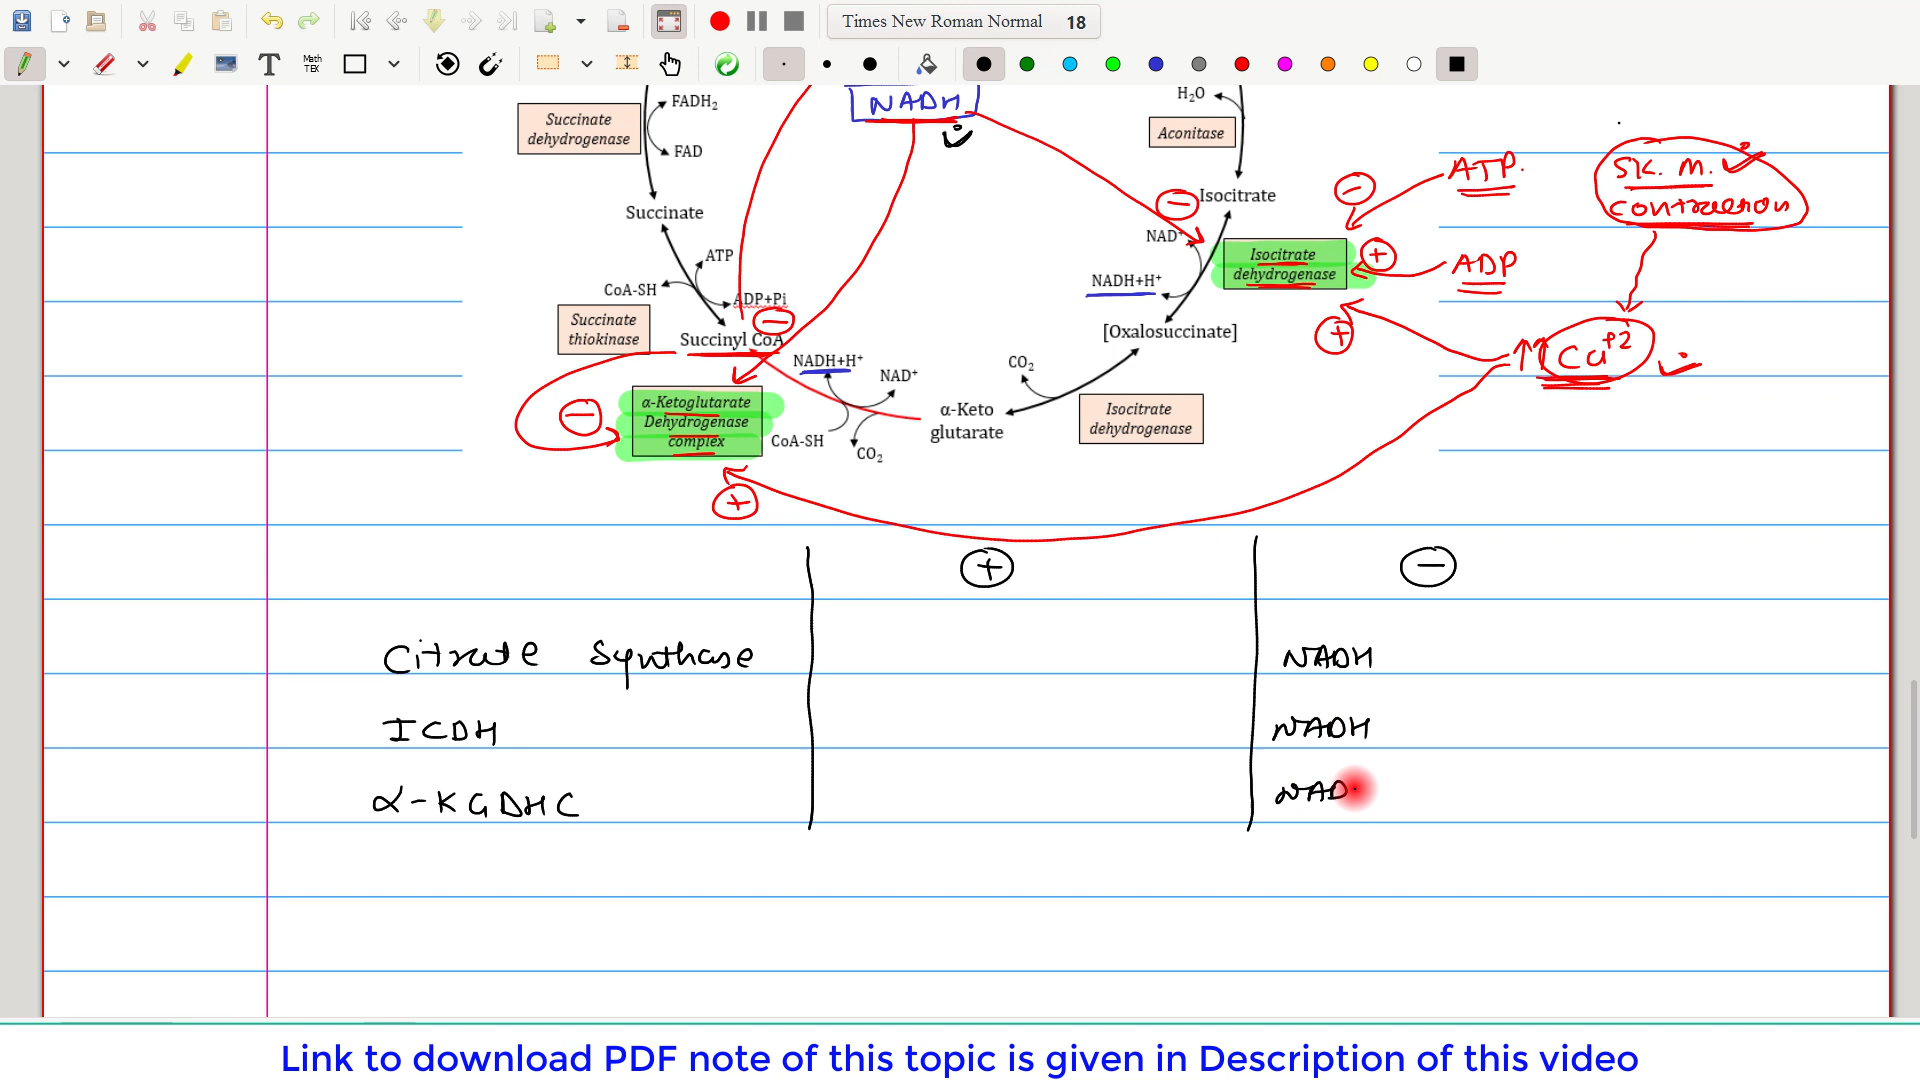 Times New Roman Normal 18
Math
TEX
NADH
FADH2
Succinate
dehydrogenase
FAD
Succinate
ATP
CoA-SH
ADP+Pi
Succinate
thiokinase
Succinyl CoA
NADH+H+
NAD+
α-Ketoglutarate
Dehydrogenase
complex
CoA-SH
CO2
α-Keto
glutarate
CO2
Isocitrate
dehydrogenase
H2O
Aconitase
Isocitrate
NAD+
NADH+H+
Isocitrate
dehydrogenase
[Oxalosuccinate]
ATP.
ADP
SK. M.
Contraction
↑↑ Ca+2
+ −
Citrate Synthase NADH
ICDH NADH
α-KGDHC NAD
Link to download PDF note of this topic is given in Description of this video